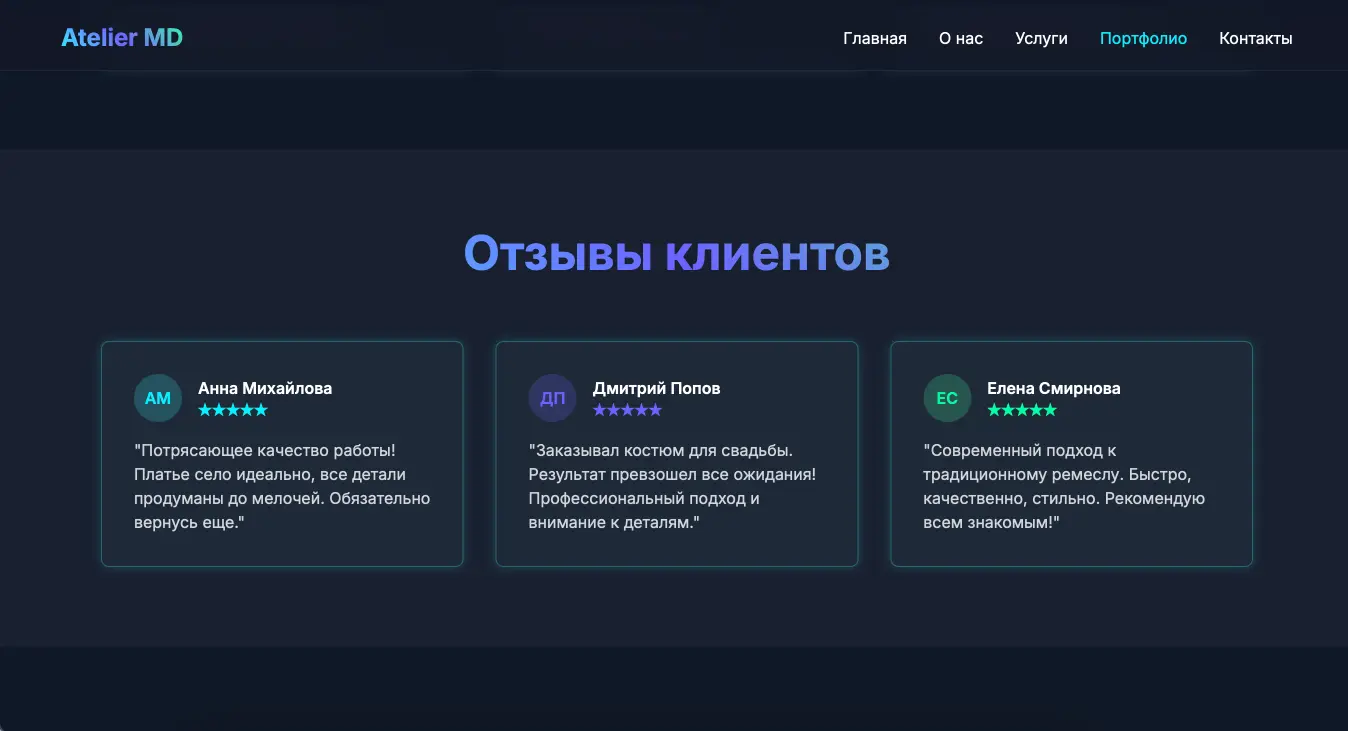 Atelier MD
Главная
О нас
Услуги
Портфолио
Контакты
Отзывы клиентов
АМ
Анна Михайлова
★★★★★
"Потрясающее качество работы!
Платье село идеально, все детали
продуманы до мелочей. Обязательно
вернусь еще."
ДП
Дмитрий Попов
★★★★★
"Заказывал костюм для свадьбы.
Результат превзошел все ожидания!
Профессиональный подход и
внимание к деталям."
ЕС
Елена Смирнова
★★★★★
"Современный подход к
традиционному ремеслу. Быстро,
качественно, стильно. Рекомендую
всем знакомым!"